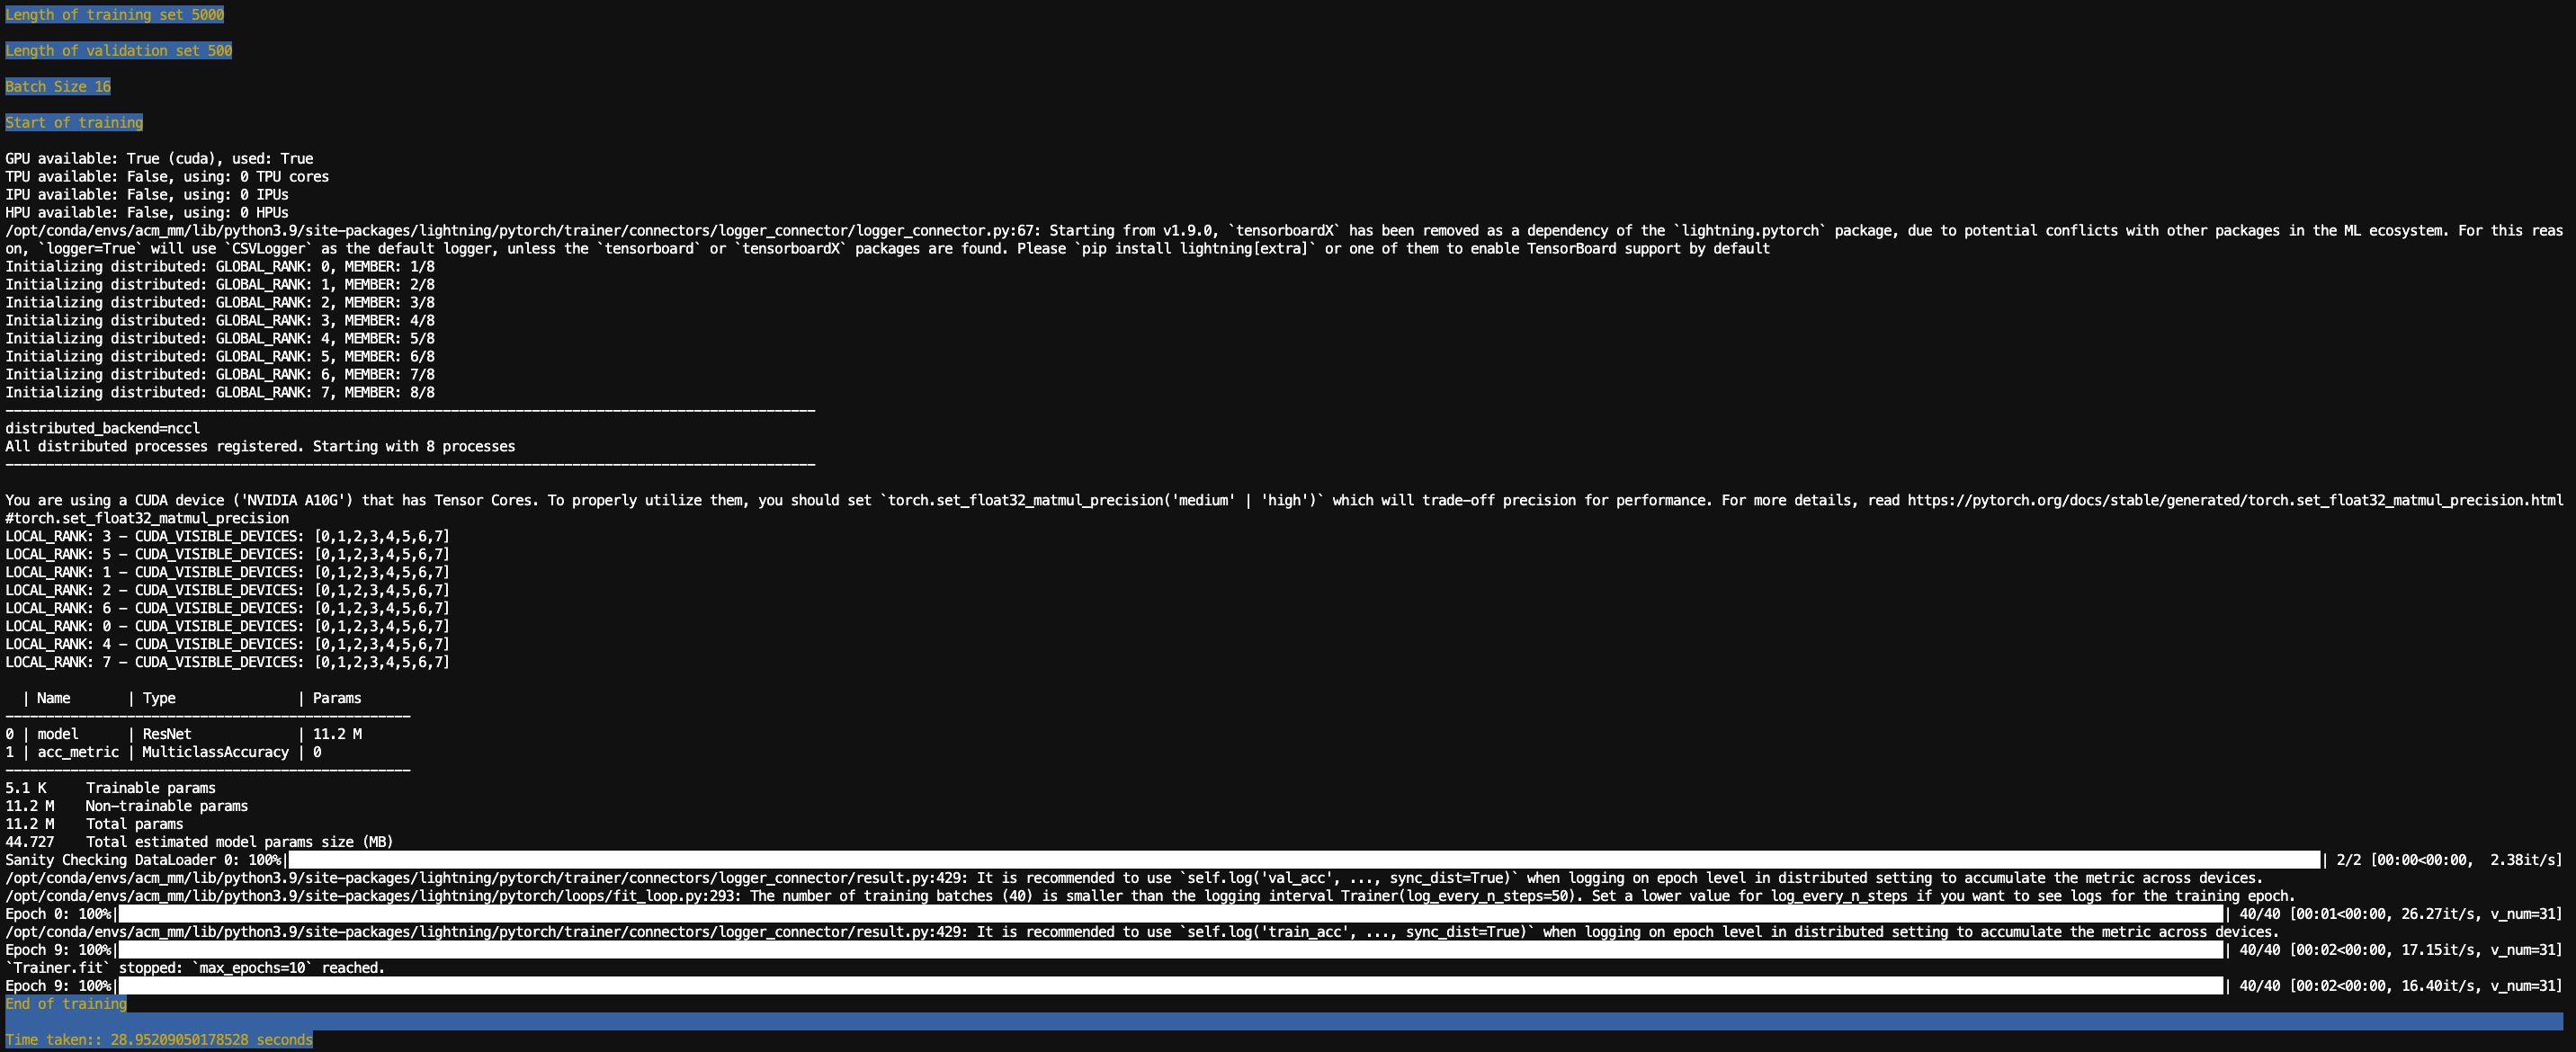 Length of training set 5000
Length of validation set 500
Batch Size 16
Start of training
GPU available: True (cuda), used: True
TPU available: False, using: 0 TPU cores
IPU available: False, using: 0 IPUs
HPU available: False, using: 0 HPUs
/opt/conda/envs/acm_mm/lib/python3.9/site-packages/lightning/pytorch/trainer/connectors/logger_connector/logger_connector.py:67: Starting from v1.9.0, `tensorboardX` has been removed as a dependency of the `lightning.pytorch` package, due to potential conflicts with other packages in the ML ecosystem. For this reas
on, `logger=True` will use `CSVLogger` as the default logger, unless the `tensorboard` or `tensorboardX` packages are found. Please `pip install lightning[extra]` or one of them to enable TensorBoard support by default
Initializing distributed: GLOBAL_RANK: 0, MEMBER: 1/8
Initializing distributed: GLOBAL_RANK: 1, MEMBER: 2/8
Initializing distributed: GLOBAL_RANK: 2, MEMBER: 3/8
Initializing distributed: GLOBAL_RANK: 3, MEMBER: 4/8
Initializing distributed: GLOBAL_RANK: 4, MEMBER: 5/8
Initializing distributed: GLOBAL_RANK: 5, MEMBER: 6/8
Initializing distributed: GLOBAL_RANK: 6, MEMBER: 7/8
Initializing distributed: GLOBAL_RANK: 7, MEMBER: 8/8
----------------------------------------------------------------------------------------------------
distributed_backend=nccl
All distributed processes registered. Starting with 8 processes
----------------------------------------------------------------------------------------------------
You are using a CUDA device ('NVIDIA A10G') that has Tensor Cores. To properly utilize them, you should set `torch.set_float32_matmul_precision('medium' | 'high')` which will trade-off precision for performance. For more details, read https://pytorch.org/docs/stable/generated/torch.set_float32_matmul_precision.html
#torch.set_float32_matmul_precision
LOCAL_RANK: 3 - CUDA_VISIBLE_DEVICES: [0,1,2,3,4,5,6,7]
LOCAL_RANK: 5 - CUDA_VISIBLE_DEVICES: [0,1,2,3,4,5,6,7]
LOCAL_RANK: 1 - CUDA_VISIBLE_DEVICES: [0,1,2,3,4,5,6,7]
LOCAL_RANK: 2 - CUDA_VISIBLE_DEVICES: [0,1,2,3,4,5,6,7]
LOCAL_RANK: 6 - CUDA_VISIBLE_DEVICES: [0,1,2,3,4,5,6,7]
LOCAL_RANK: 0 - CUDA_VISIBLE_DEVICES: [0,1,2,3,4,5,6,7]
LOCAL_RANK: 4 - CUDA_VISIBLE_DEVICES: [0,1,2,3,4,5,6,7]
LOCAL_RANK: 7 - CUDA_VISIBLE_DEVICES: [0,1,2,3,4,5,6,7]
  | Name       | Type               | Params
--------------------------------------------------
0 | model      | ResNet             | 11.2 M
1 | acc_metric | MulticlassAccuracy | 0
--------------------------------------------------
5.1 K     Trainable params
11.2 M    Non-trainable params
11.2 M    Total params
44.727    Total estimated model params size (MB)
Sanity Checking DataLoader 0: 100%| | 2/2 [00:00<00:00,  2.38it/s]
/opt/conda/envs/acm_mm/lib/python3.9/site-packages/lightning/pytorch/trainer/connectors/logger_connector/result.py:429: It is recommended to use `self.log('val_acc', ..., sync_dist=True)` when logging on epoch level in distributed setting to accumulate the metric across devices.
/opt/conda/envs/acm_mm/lib/python3.9/site-packages/lightning/pytorch/loops/fit_loop.py:293: The number of training batches (40) is smaller than the logging interval Trainer(log_every_n_steps=50). Set a lower value for log_every_n_steps if you want to see logs for the training epoch.
Epoch 0: 100%| | 40/40 [00:01<00:00, 26.27it/s, v_num=31]
/opt/conda/envs/acm_mm/lib/python3.9/site-packages/lightning/pytorch/trainer/connectors/logger_connector/result.py:429: It is recommended to use `self.log('train_acc', ..., sync_dist=True)` when logging on epoch level in distributed setting to accumulate the metric across devices.
Epoch 9: 100%| | 40/40 [00:02<00:00, 17.15it/s, v_num=31]
`Trainer.fit` stopped: `max_epochs=10` reached.
Epoch 9: 100%| | 40/40 [00:02<00:00, 16.40it/s, v_num=31]
End of training
Time taken:: 28.95209050178528 seconds